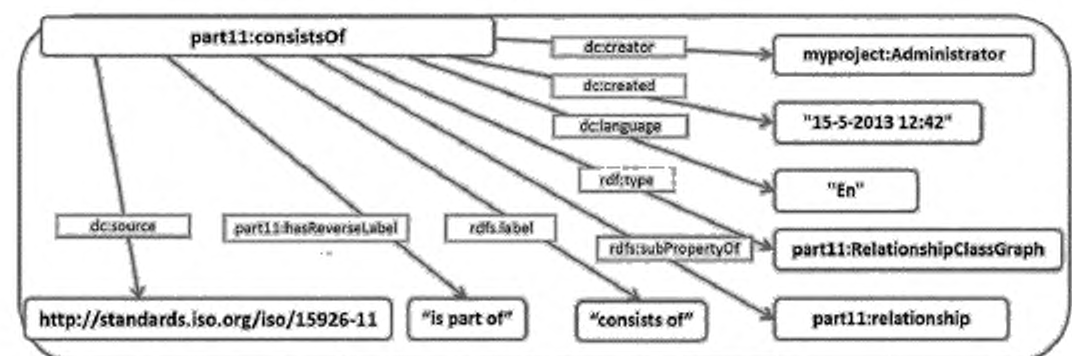 part11:consistsOf
dc:creator
myproject:Administrator
dc:created
"15-5-2013 12:42"
dc:language
"En"
rdf:type
part11:RelationshipClassGraph
dc:source
part11:hasReverseLabel
rdfs:label
rdfs:subPropertyOf
http://standards.iso.org/iso/15926-11
"is part of"
"consists of"
part11:relationship